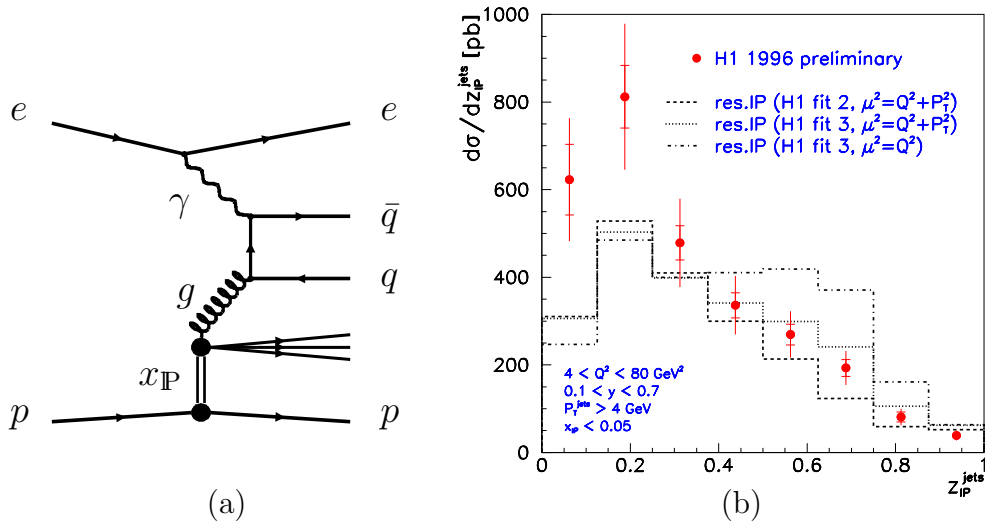 e e
γ
q̄
g q
x_ℙ
p p
(a)
dσ/dz_IP^jets [pb]
1000
800
600
400
200
0
H1 1996 preliminary
res.IP (H1 fit 2, μ²=Q²+P_T²)
res.IP (H1 fit 3, μ²=Q²+P_T²)
res.IP (H1 fit 3, μ²=Q²)
4 < Q² < 80 GeV²
0.1 < y < 0.7
P_T^jets > 4 GeV
x_IP < 0.05
0 0.2 0.4 0.6 0.8 1
z_IP^jets
(b)